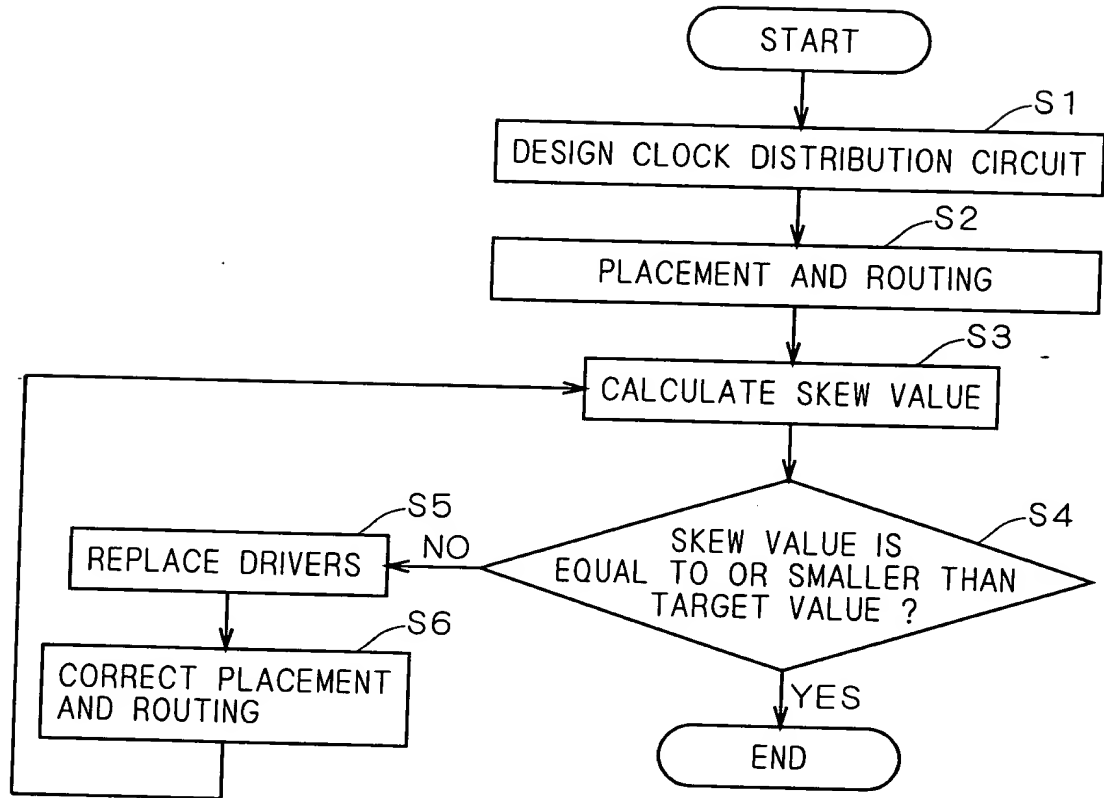 START
S1
DESIGN CLOCK DISTRIBUTION CIRCUIT
S2
PLACEMENT AND ROUTING
S3
CALCULATE SKEW VALUE
S4
SKEW VALUE IS
EQUAL TO OR SMALLER THAN
TARGET VALUE ?
NO
S5
REPLACE DRIVERS
S6
CORRECT PLACEMENT
AND ROUTING
YES
END